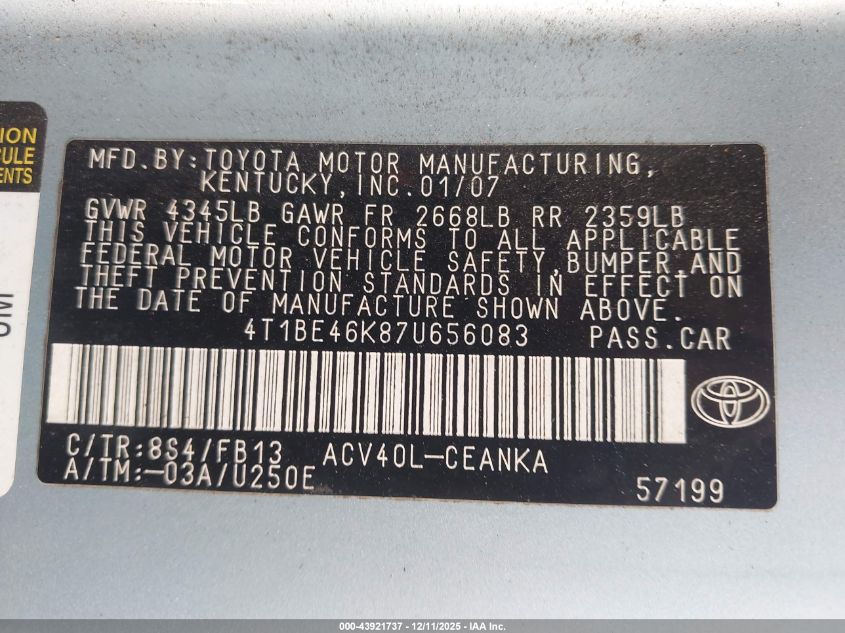 ION
ULE
ENTS
UMI
MFD.BY:TOYOTA MOTOR MANUFACTURING,
KENTUCKY,INC.01/07
GVWR 4345LB GAWR FR 2668LB RR 2359LB
THIS VEHICLE CONFORMS TO ALL APPLICABLE
FEDERAL MOTOR VEHICLE SAFETY,BUMPER,AND
THEFT PREVENTION STANDARDS IN EFFECT ON
THE DATE OF MANUFACTURE SHOWN ABOVE.
4T1BE46K87U656083 PASS.CAR
C/TR:8S4/FB13 ACV40L-CEANKA
A/TM:-03A/U250E
57199
000-43921737 - 12/11/2025 - IAA Inc.